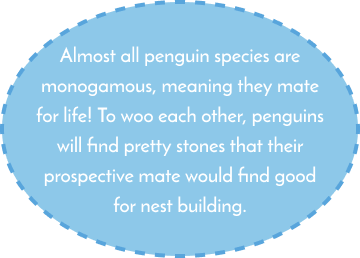 Almost all penguin species are
monogamous, meaning they mate
for life! To woo each other, penguins
will find pretty stones that their
prospective mate would find good
for nest building.